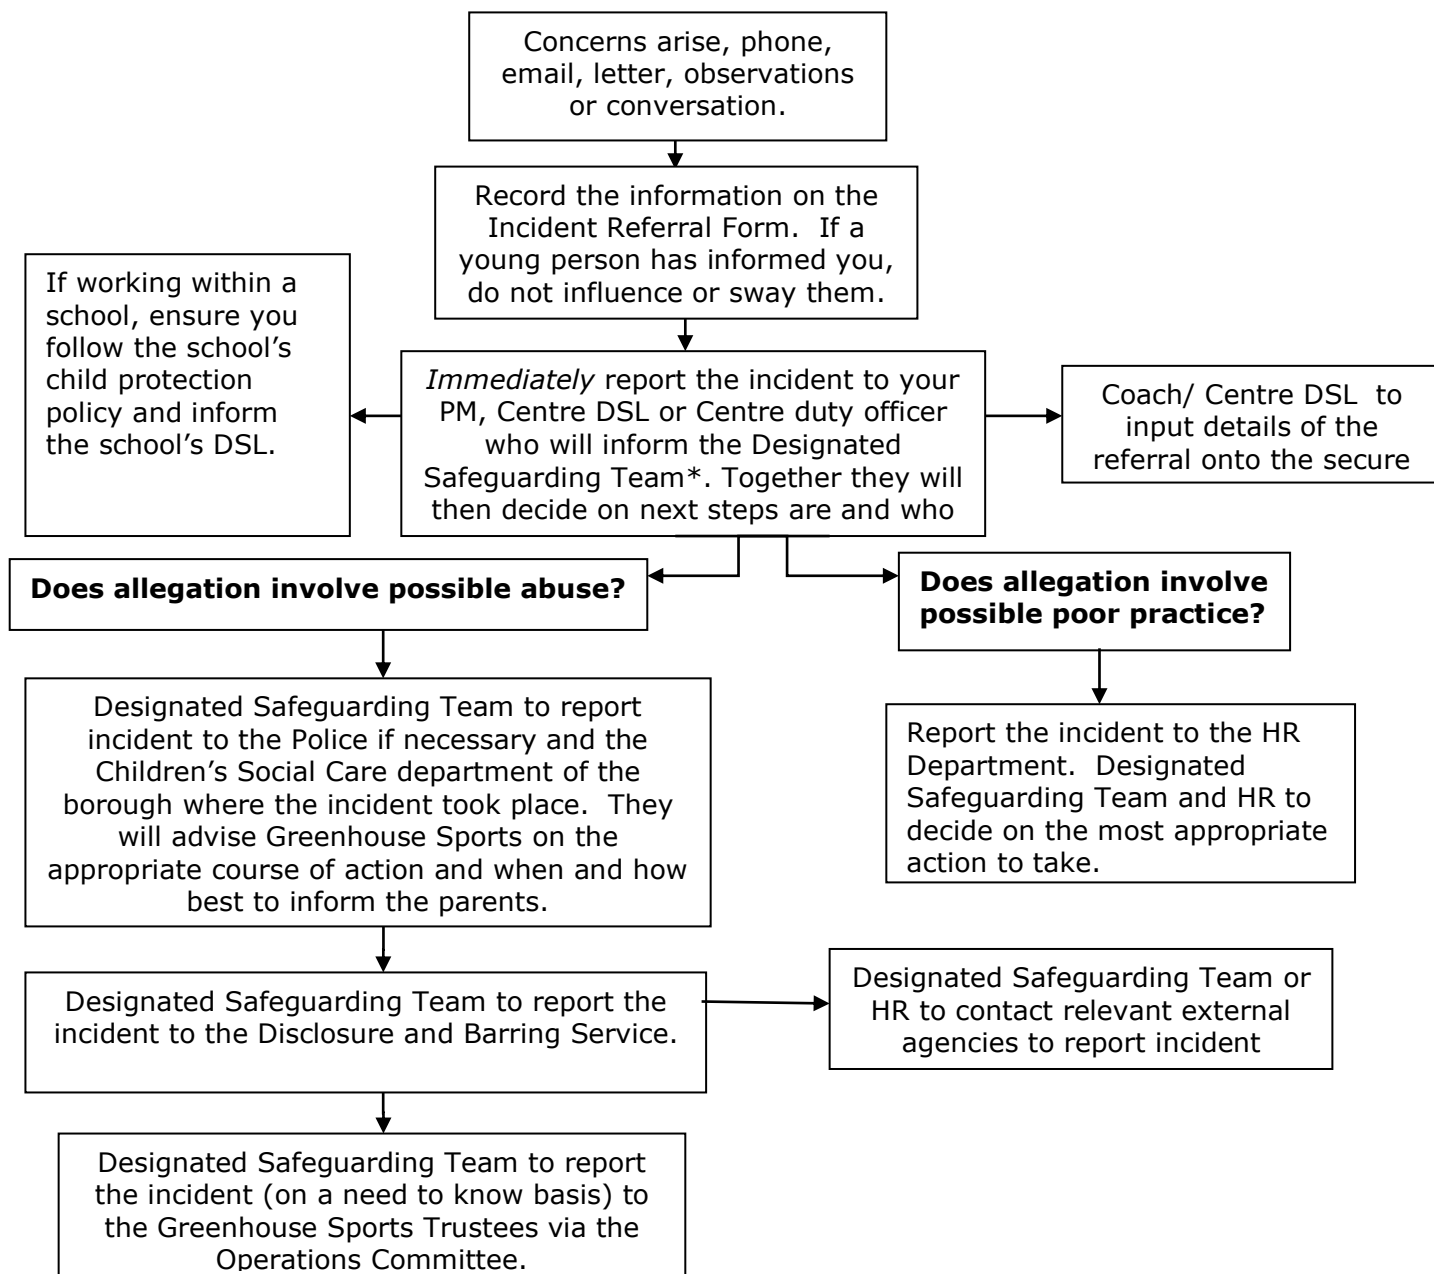 Concerns arise, phone,
email, letter, observations
or conversation.
Record the information on the
Incident Referral Form.  If a
young person has informed you,
do not influence or sway them.
If working within a
school, ensure you
follow the school’s
child protection
policy and inform
the school’s DSL.
Immediately report the incident to your
PM, Centre DSL or Centre duty officer
who will inform the Designated
Safeguarding Team*. Together they will
then decide on next steps are and who
Coach/ Centre DSL  to
input details of the
referral onto the secure
Does allegation involve possible abuse?
Does allegation involve
possible poor practice?
Designated Safeguarding Team to report
incident to the Police if necessary and the
Children’s Social Care department of the
borough where the incident took place.  They
will advise Greenhouse Sports on the
appropriate course of action and when and how
best to inform the parents.
Report the incident to the HR
Department.  Designated
Safeguarding Team and HR to
decide on the most appropriate
action to take.
Designated Safeguarding Team to report the
incident to the Disclosure and Barring Service.
Designated Safeguarding Team or
HR to contact relevant external
agencies to report incident
Designated Safeguarding Team to report
the incident (on a need to know basis) to
the Greenhouse Sports Trustees via the
Operations Committee.